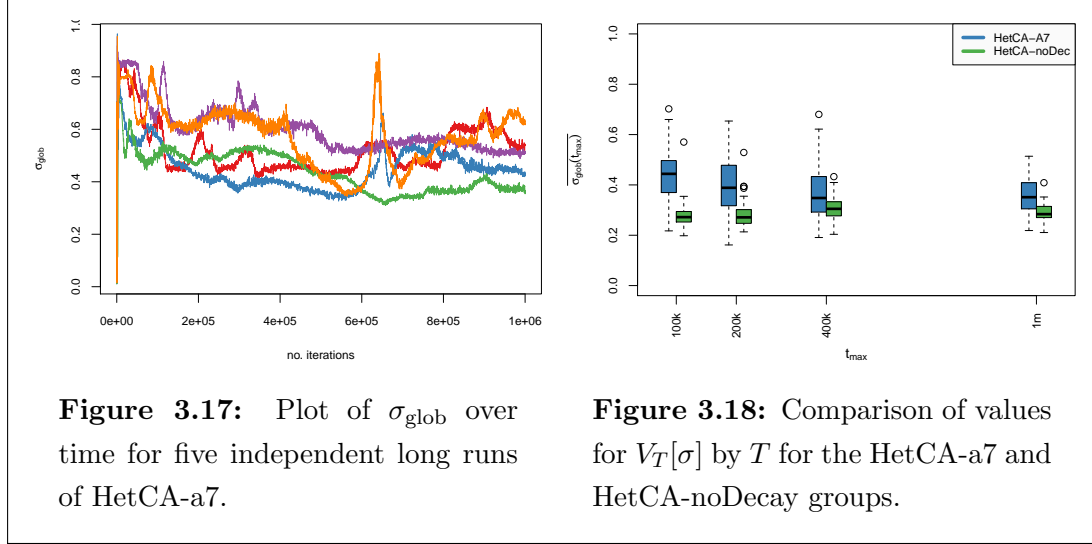 σglob
1.0
0.8
0.6
0.4
0.2
0.0
0e+00 2e+05 4e+05 6e+05 8e+05 1e+06
no. iterations
Figure 3.17: Plot of σglob over
time for five independent long runs
of HetCA-a7.
HetCA−A7
HetCA−noDec
σglob(tmax)
1.0
0.8
0.6
0.4
0.2
0.0
100k 200k 400k 1m
tmax
Figure 3.18: Comparison of values
for VT[σ] by T for the HetCA-a7 and
HetCA-noDecay groups.